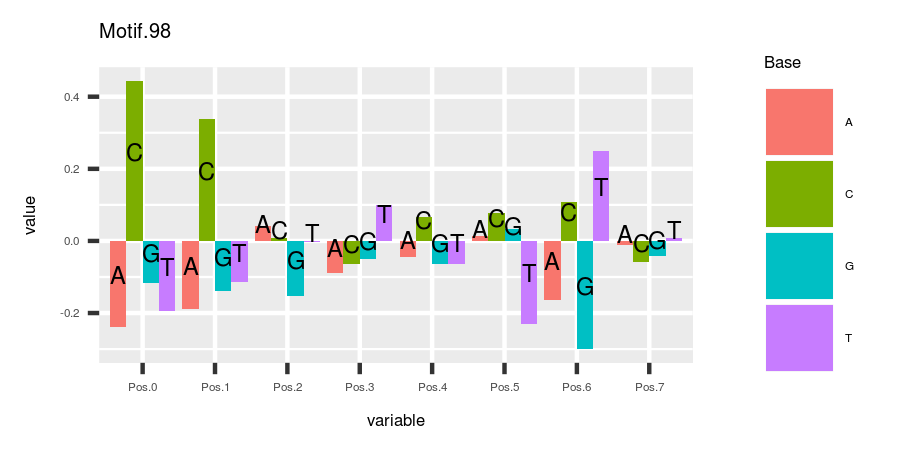 Motif.98
value
0.4
0.2
0.0
-0.2
A C G T
A C G T
A C G T
A C G T
A C G T
A C G T
A C G T
A C G T
Pos.0 Pos.1 Pos.2 Pos.3 Pos.4 Pos.5 Pos.6 Pos.7
variable
Base
A
C
G
T